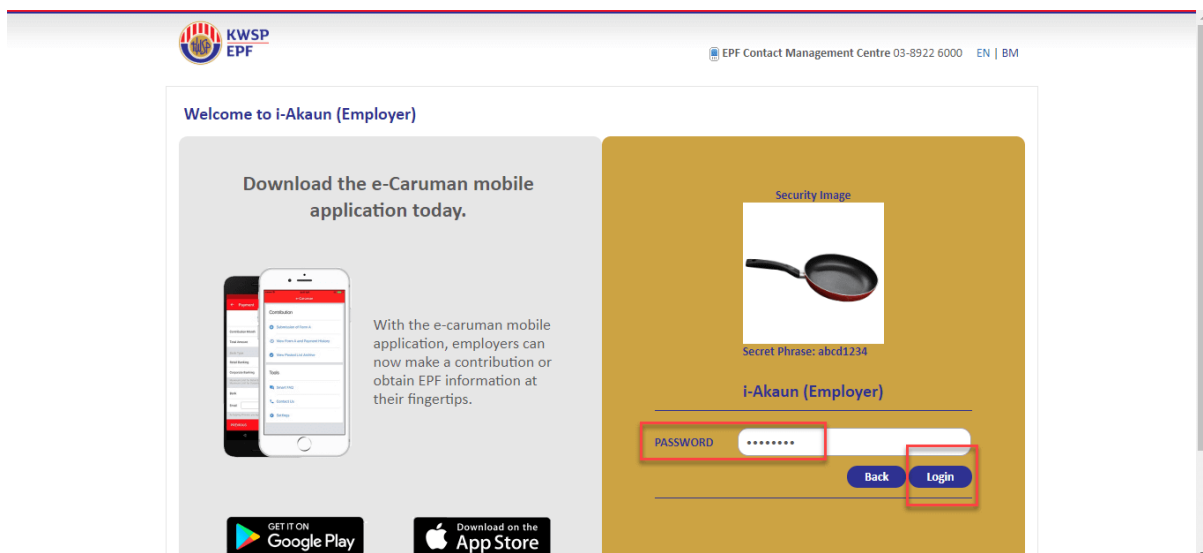 KWSP
EPF
EPF Contact Management Centre 03-8922 6000 EN | BM
Welcome to i-Akaun (Employer)
Download the e-Caruman mobile
application today.
With the e-caruman mobile
application, employers can
now make a contribution or
obtain EPF information at
their fingertips.
GET IT ON
Google Play
Download on the
App Store
Security Image
Secret Phrase: abcd1234
i-Akaun (Employer)
PASSWORD ••••••••
Back Login